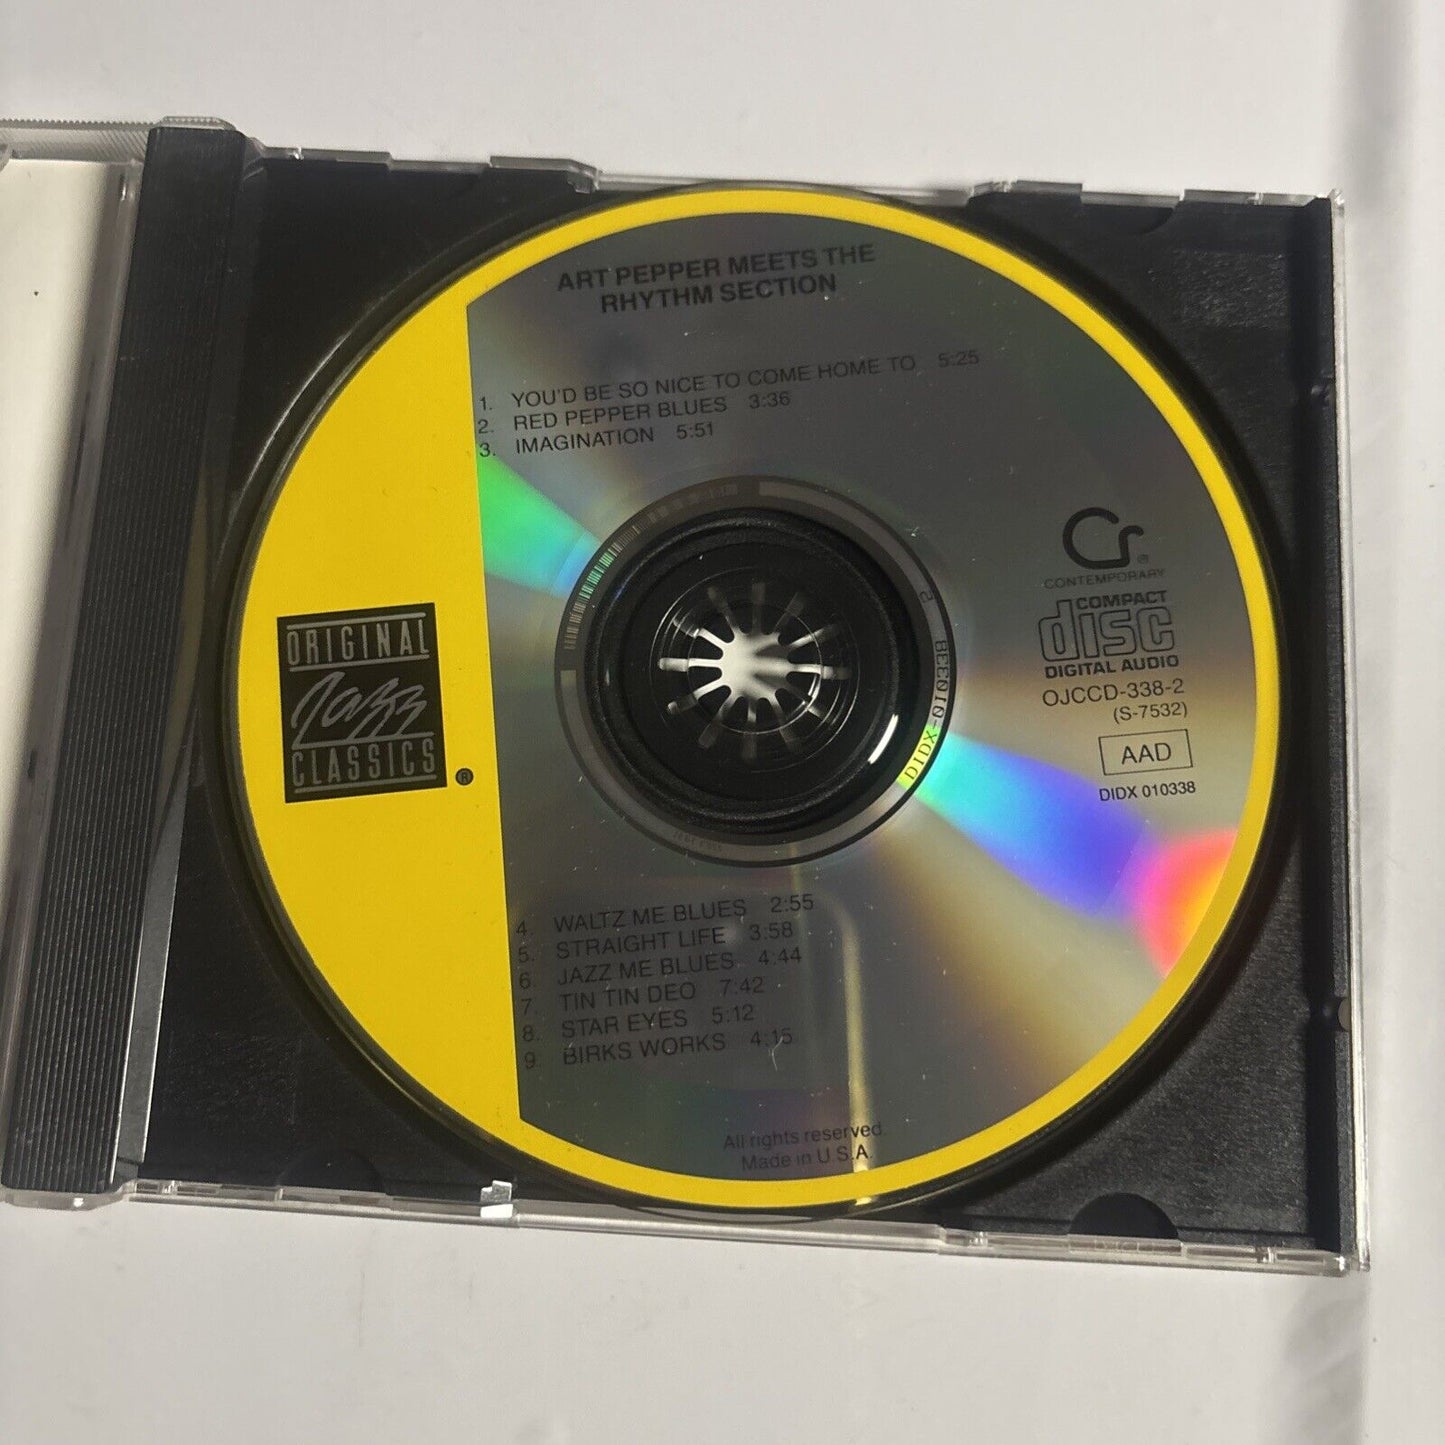 ART PEPPER MEETS THE
RHYTHM SECTION
1. YOU'D BE SO NICE TO COME HOME TO 5:25
2. RED PEPPER BLUES 3:36
3. IMAGINATION 5:51
Cr®
CONTEMPORARY
COMPACT
disc
DIGITAL AUDIO
OJCCD-338-2
(S-7532)
AAD
DIDX 010338
ORIGINAL
Jazz
CLASSICS
®
4. WALTZ ME BLUES 2:55
5. STRAIGHT LIFE 3:58
6. JAZZ ME BLUES 4:44
7. TIN TIN DEO 7:42
8. STAR EYES 5:12
9 BIRKS WORKS 4:15
All rights reserved.
Made in U.S.A.
DIDX-010338 2